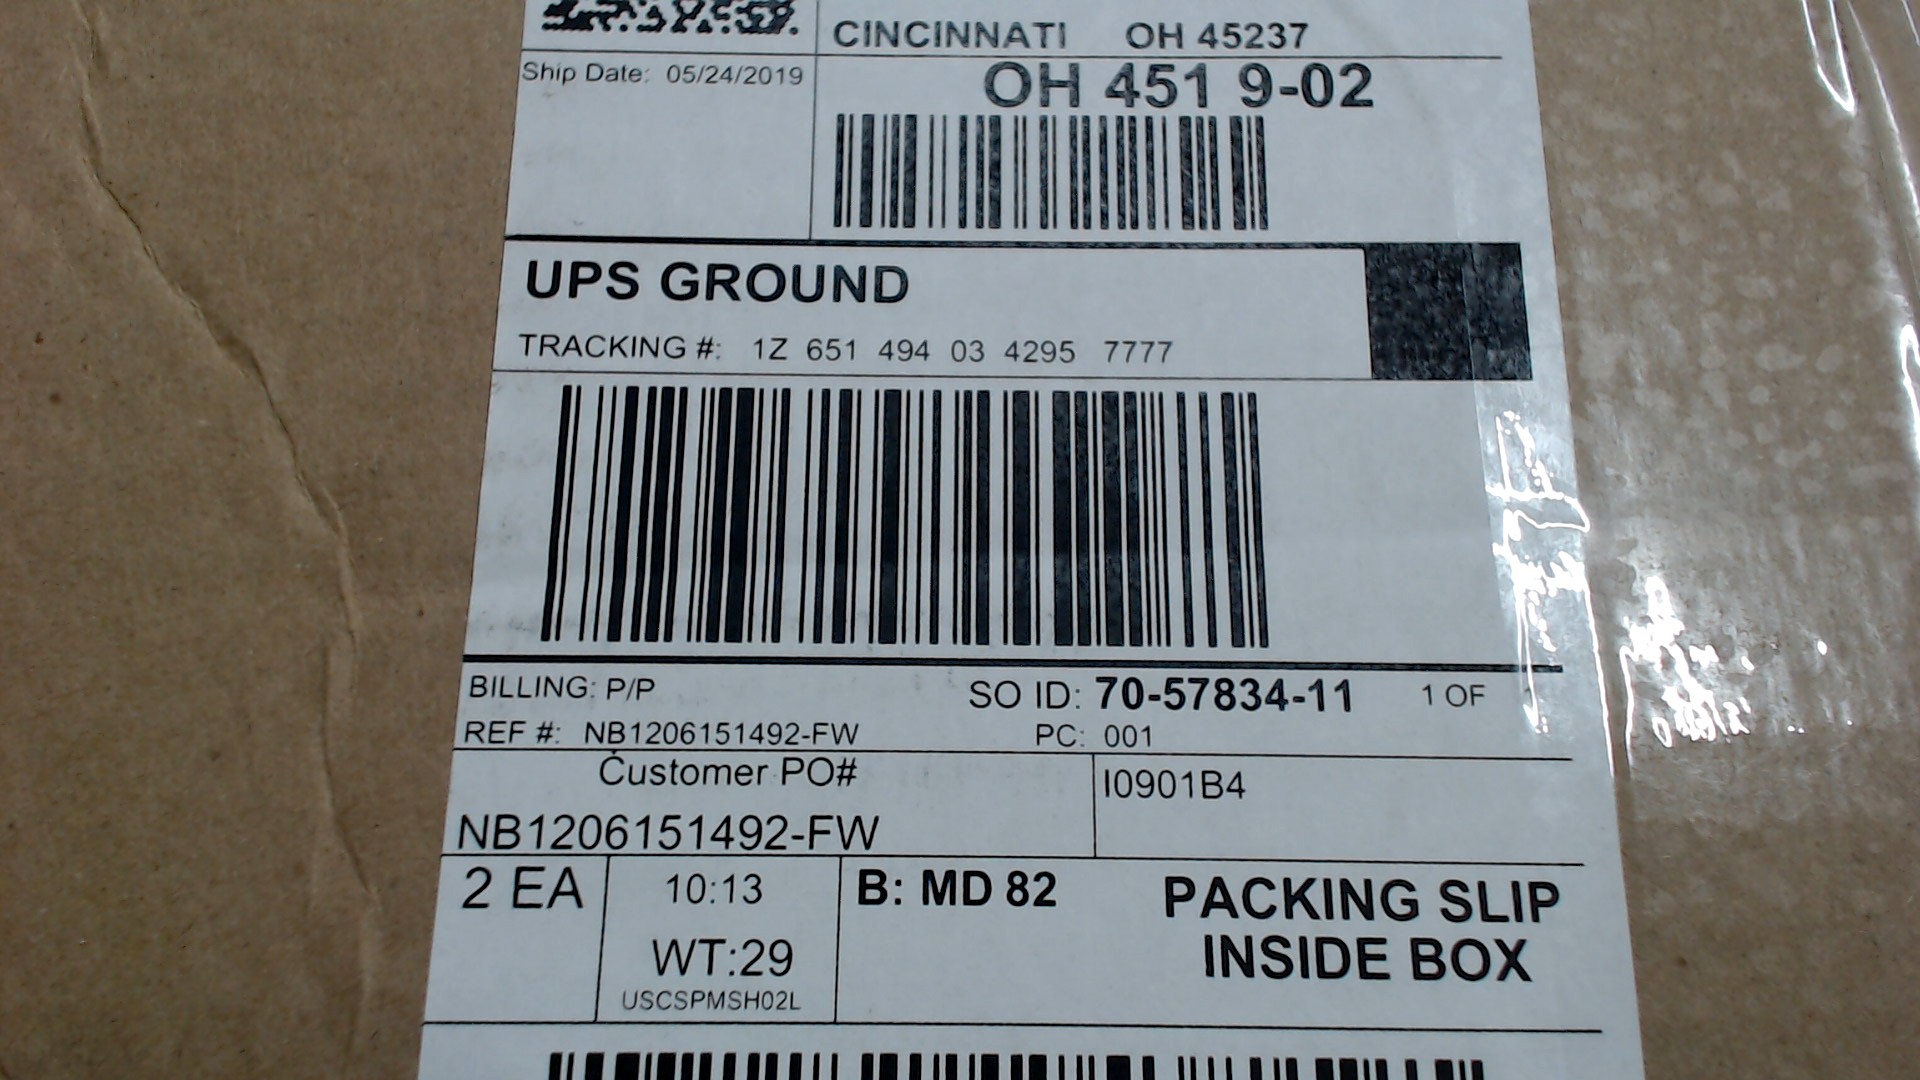 CINCINNATI OH 45237
Ship Date: 05/24/2019
OH 451 9-02
UPS GROUND
TRACKING #: 1Z 651 494 03 4295 7777
BILLING: P/P
SO ID: 70-57834-11 1 OF 1
REF #: NB1206151492-FW
PC: 001
Customer PO#
I0901B4
NB1206151492-FW
2 EA
10:13
WT:29
USCSPMSH02L
B: MD 82
PACKING SLIP
INSIDE BOX